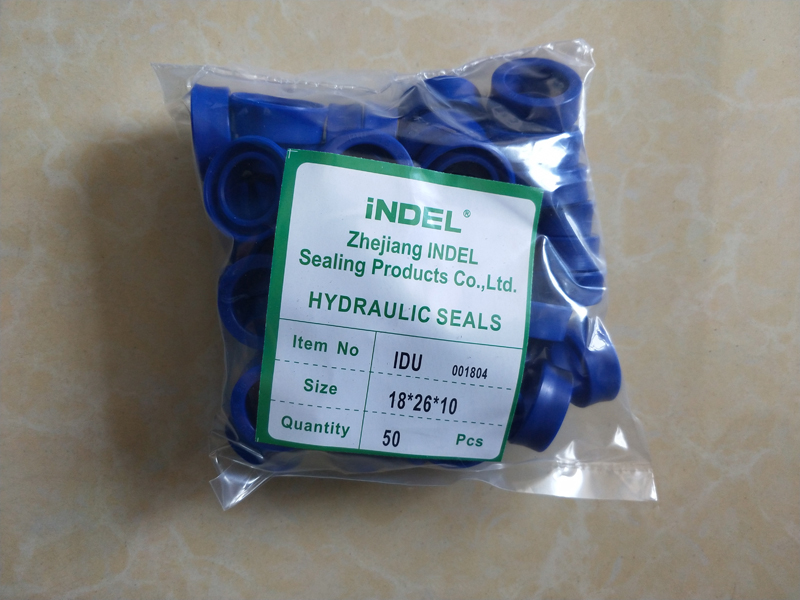 iNDEL®
Zhejiang INDEL
Sealing Products Co.,Ltd.
HYDRAULIC SEALS
Item No IDU 001804
Size 18*26*10
Quantity 50 Pcs